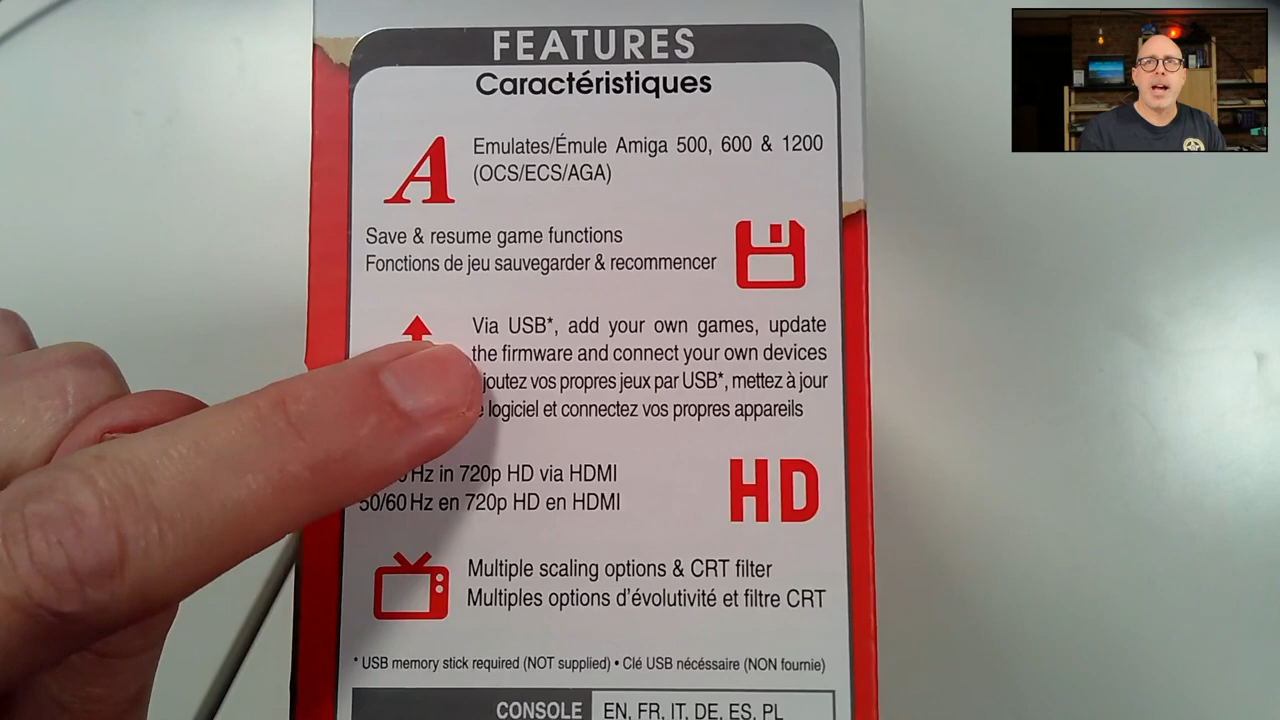 FEATURES
Caractéristiques
A
Emulates/Émule Amiga 500, 600 & 1200
(OCS/ECS/AGA)
Save & resume game functions
Fonctions de jeu sauvegarder & recommencer
Via USB*, add your own games, update
the firmware and connect your own devices
joutez vos propres jeux par USB*, mettez à jour
logiciel et connectez vos propres appareils
Hz in 720p HD via HDMI
50/60 Hz en 720p HD en HDMI
HD
Multiple scaling options & CRT filter
Multiples options d'évolutivité et filtre CRT
* USB memory stick required (NOT supplied) • Clé USB nécéssaire (NON fournie)
CONSOLE EN, FR, IT, DE, ES, PL